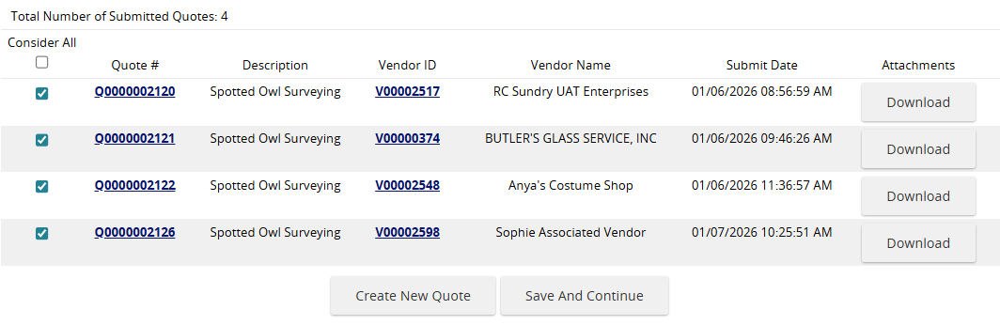 Total Number of Submitted Quotes: 4
Consider All
Quote # Description Vendor ID Vendor Name Submit Date Attachments
Q0000002120 Spotted Owl Surveying V00002517 RC Sundry UAT Enterprises 01/06/2026 08:56:59 AM Download
Q0000002121 Spotted Owl Surveying V00000374 BUTLER'S GLASS SERVICE, INC 01/06/2026 09:46:26 AM Download
Q0000002122 Spotted Owl Surveying V00002548 Anya's Costume Shop 01/06/2026 11:36:57 AM Download
Q0000002126 Spotted Owl Surveying V00002598 Sophie Associated Vendor 01/07/2026 10:25:51 AM Download
Create New Quote Save And Continue